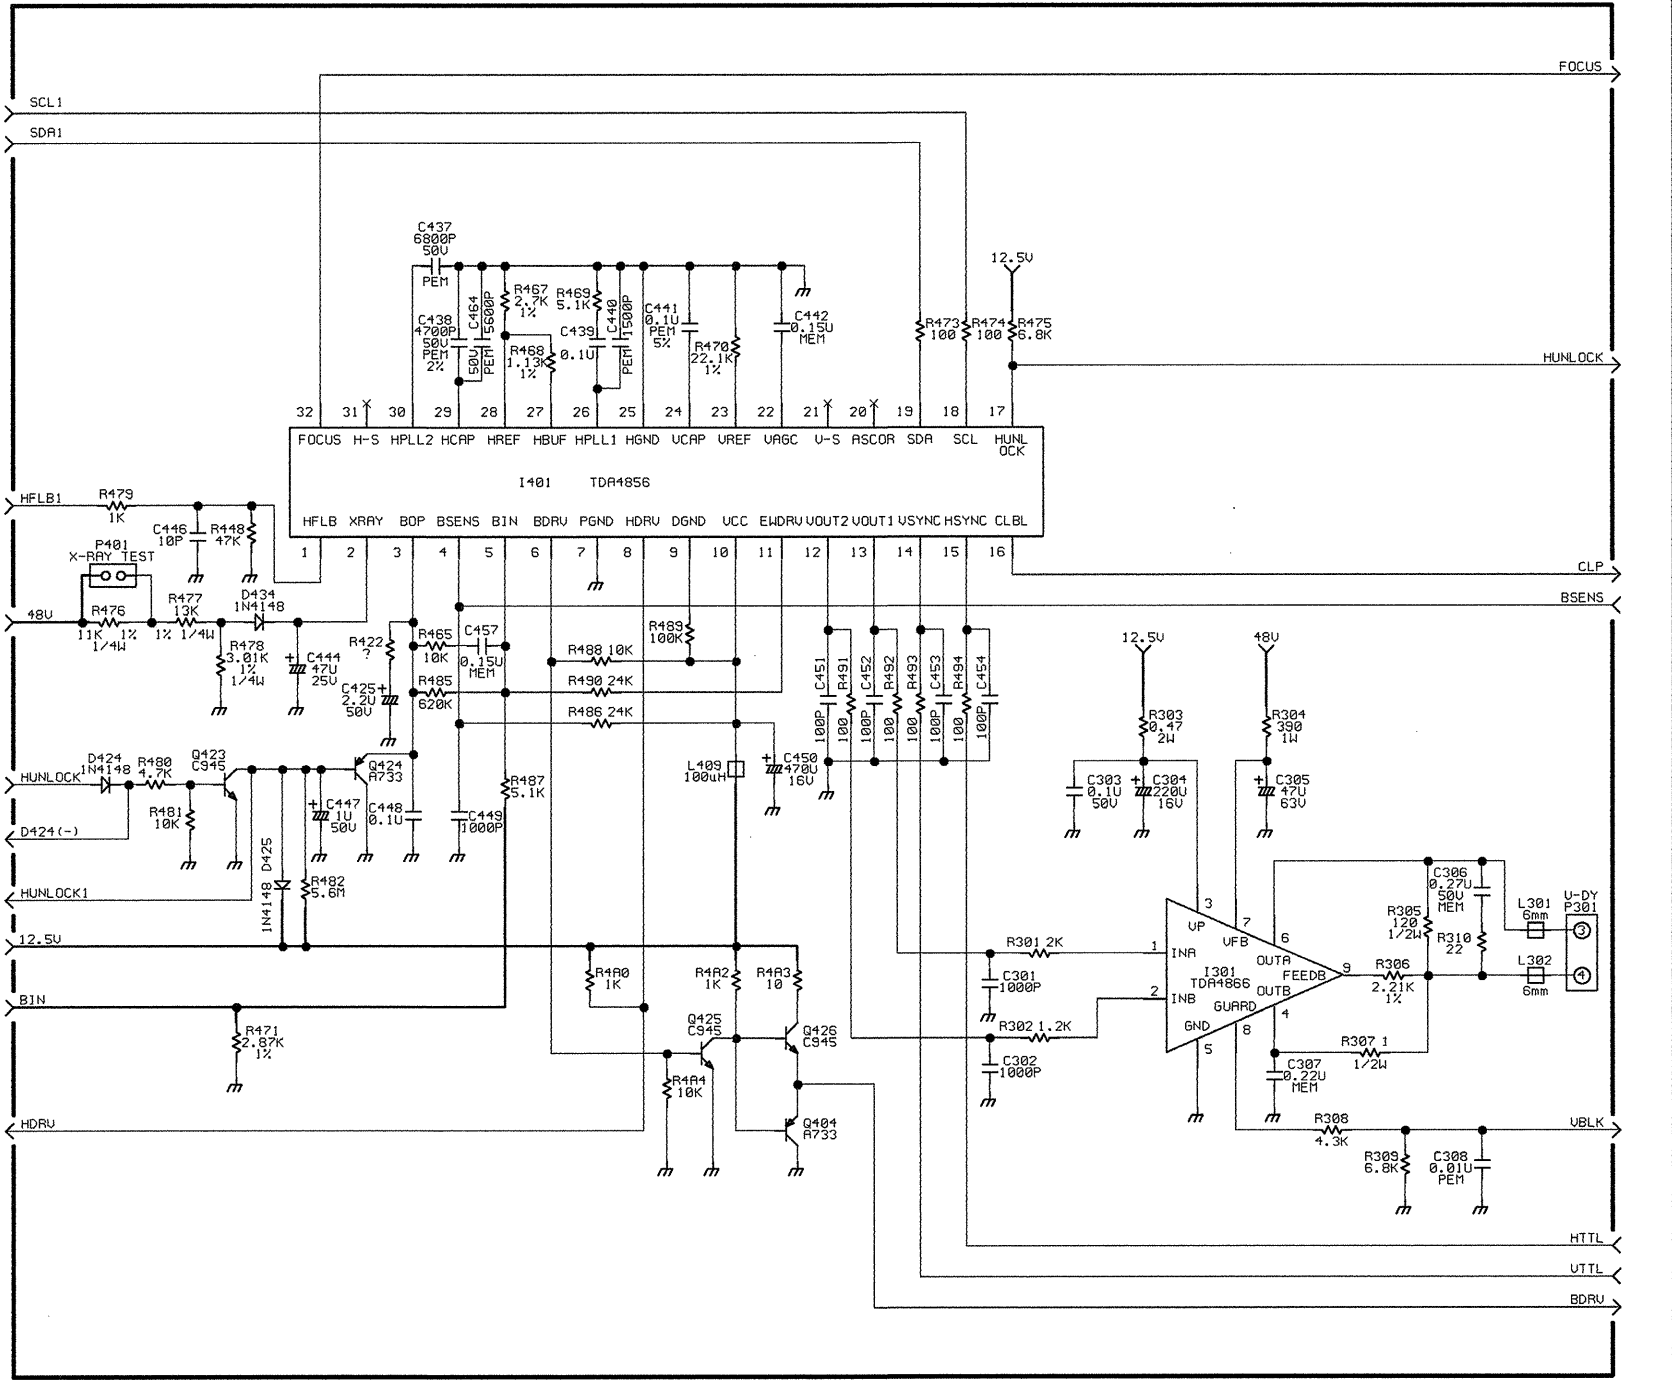 FOCUS
SCL1
SDA1
C437
6800P
50V
PEM
12.5V
C438
4700P
50V
PEM
2%
C464
5600P
50V
PEM
R467
2.7K
1%
R468
1.13K
1%
R469
5.1K
C439
0.1U
C440
1500P
PEM
C441
0.1U
PEM
5%
R470
22.1K
1%
C442
0.15U
MEM
R473
100
R474
100
R475
6.8K
HUNLOCK
32 31 30 29 28 27 26 25 24 23 22 21 20 19 18 17
FOCUS H-S HPLL2 HCAP HREF HBUF HPLL1 HGND VCAP VREF VAGC V-S ASCOR SDA SCL HUNL
OCK
I401 TDA4856
HFLB XRAY BOP BSENS BIN BDRV PGND HDRV DGND VCC EWDRV VOUT2 VOUT1 VSYNC HSYNC CLBL
1 2 3 4 5 6 7 8 9 10 11 12 13 14 15 16
HFLB1
R479
1K
C446
10P
R448
47K
P401
X-RAY TEST
CLP
BSENS
48V
R476
11K 1%
1/4W
R477
13K
1% 1/4W
D434
1N4148
R478
3.01K
1%
1/4W
C444
47U
25V
R422
?
C425
2.2U
50V
R465
10K
C457
0.15U
MEM
R485
620K
R489
100K
R488 10K
R490 24K
R486 24K
C451
100P
R491
100
C452
100P
R492
100
R493
100
C453
100P
R494
100
C454
100P
12.5V
48V
R303
0.47
2W
R304
390
1W
HUNLOCK
D424
1N4148
R480
4.7K
Q423
C945
Q424
A733
R481
10K
C447
1U
50V
C448
0.1U
C449
1000P
R487
5.1K
L409
100uH
C450
470U
16V
C303
0.1U
50V
C304
220U
16V
C305
47U
63V
D424(-)
1N4148 D425
R482
5.6M
HUNLOCK1
12.5V
R4A0
1K
R4A2
1K
R4A3
10
BIN
R471
2.87K
1%
Q425
C945
Q426
C945
R4A4
10K
Q404
A733
HDRV
R301 2K
C301
1000P
R302 1.2K
C302
1000P
3
VP
7
VFB
6
OUTA
1
INA
I301
TDA4866
FEEDB
9
OUTB
2
INB
GUARD
GND
4
5
8
C306
0.27U
50V
MEM
R305
120
1/2W
R310
22
L301
6mm
V-DY
P301
3
L302
6mm
4
R306
2.21K
1%
R307 1
1/2W
C307
0.22U
MEM
R308
4.3K
VBLK
R309
6.8K
C308
0.01U
PEM
HTTL
VTTL
BDRV